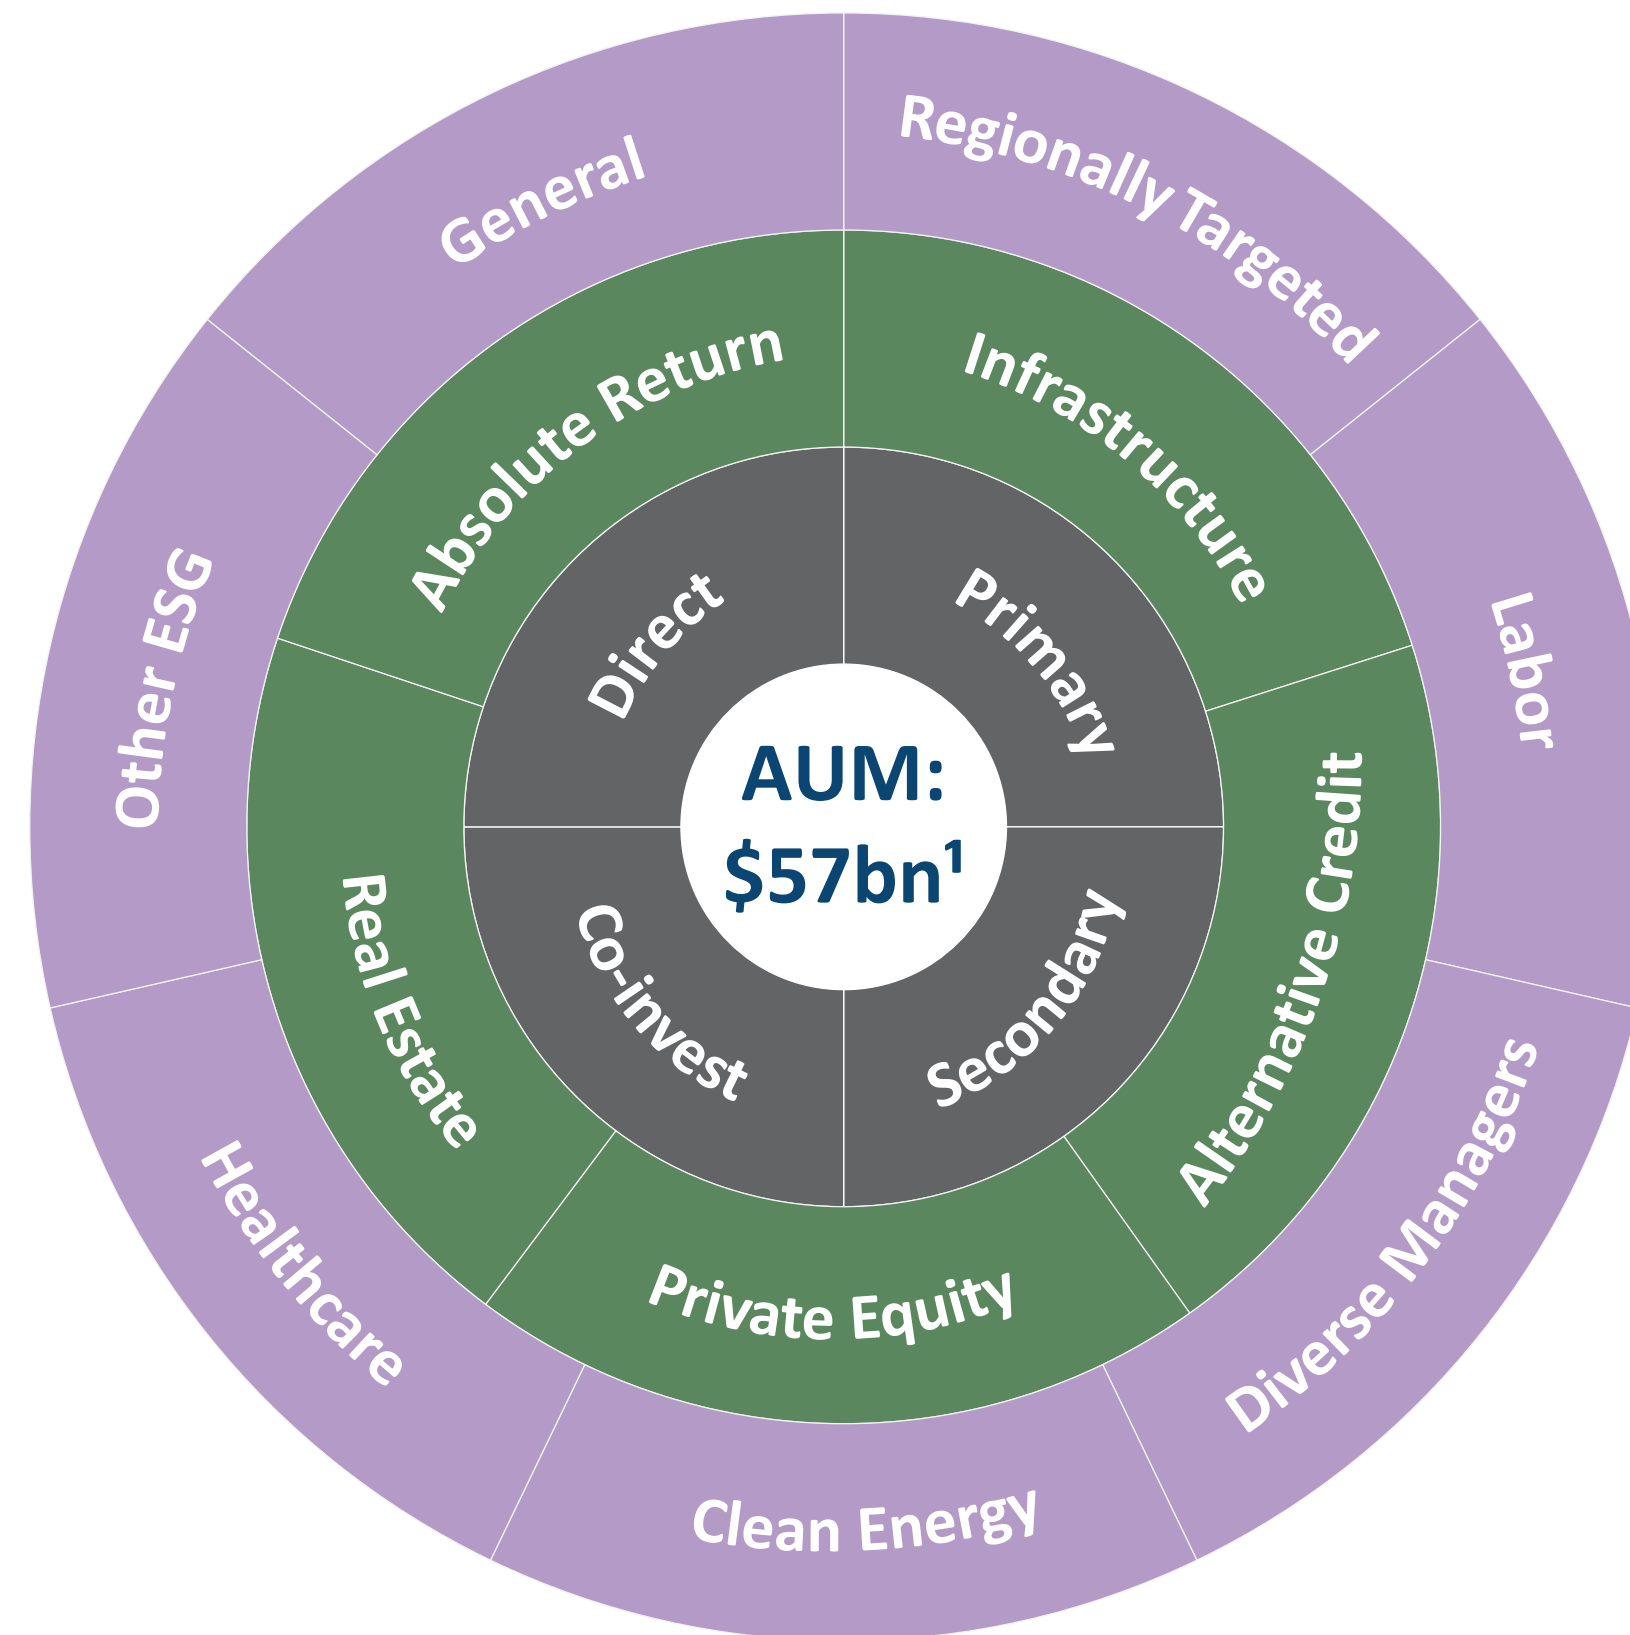 AUM:
$57bn¹
Direct
Primary
Secondary
Co-invest
Absolute Return
Infrastructure
Alternative Credit
Private Equity
Real Estate
General
Regionally Targeted
Labor
Diverse Managers
Clean Energy
Healthcare
Other ESG